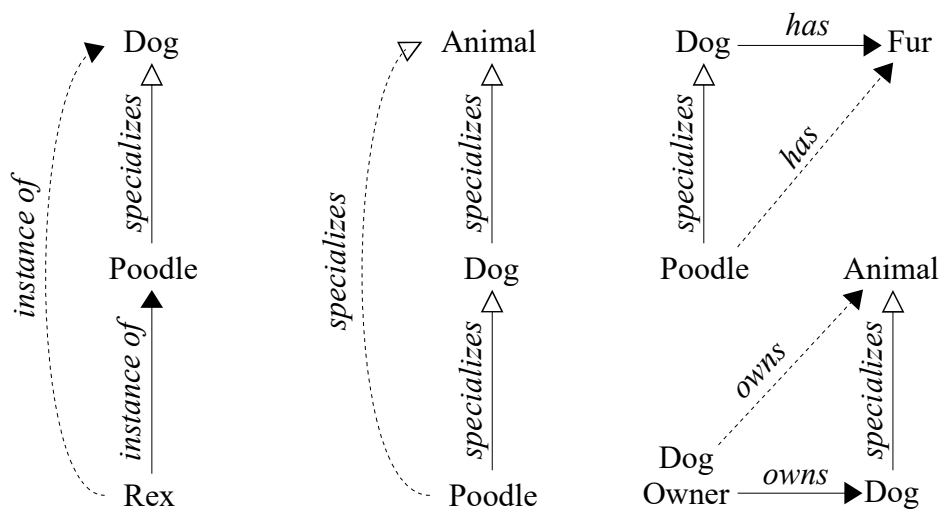 Dog
instance of
specializes
Poodle
instance of
Rex
Animal
specializes
specializes
Dog
specializes
Poodle
Dog
has
Fur
specializes
has
Poodle
Animal
owns
specializes
Dog
Owner
owns
Dog